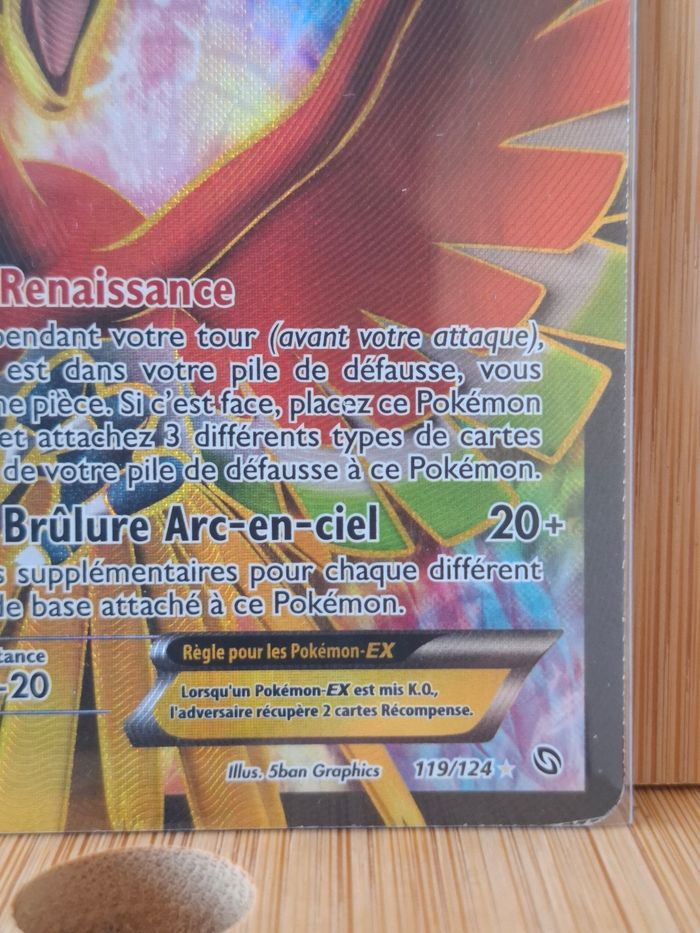 Renaissance
pendant votre tour (avant votre attaque),
est dans votre pile de défausse, vous
ne pièce. Si c'est face, placez ce Pokémon
et attachez 3 différents types de cartes
de votre pile de défausse à ce Pokémon.
Brûlure Arc-en-ciel 20+
s supplémentaires pour chaque différent
de base attaché à ce Pokémon.
tance
-20
Règle pour les Pokémon-EX
Lorsqu'un Pokémon-EX est mis K.O.,
l'adversaire récupère 2 cartes Récompense.
Illus. 5ban Graphics 119/124